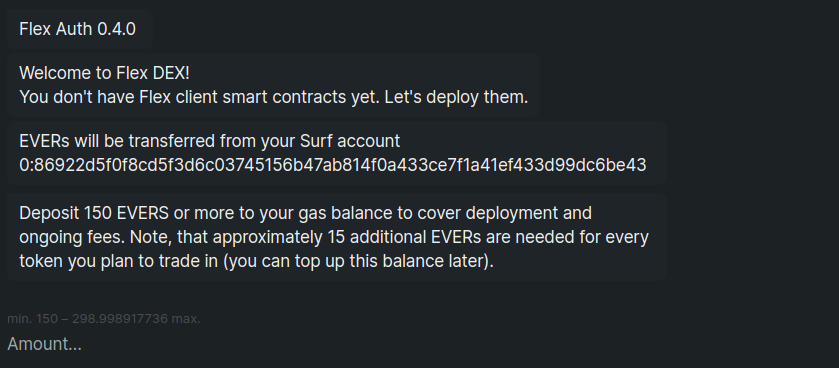 Flex Auth 0.4.0
Welcome to Flex DEX!
You don't have Flex client smart contracts yet. Let's deploy them.
EVERs will be transferred from your Surf account
0:86922d5f0f8cd5f3d6c03745156b47ab814f0a433ce7f1a41ef433d99dc6be43
Deposit 150 EVERS or more to your gas balance to cover deployment and
ongoing fees. Note, that approximately 15 additional EVERs are needed for every
token you plan to trade in (you can top up this balance later).
min. 150 – 298.998917736 max.
Amount...